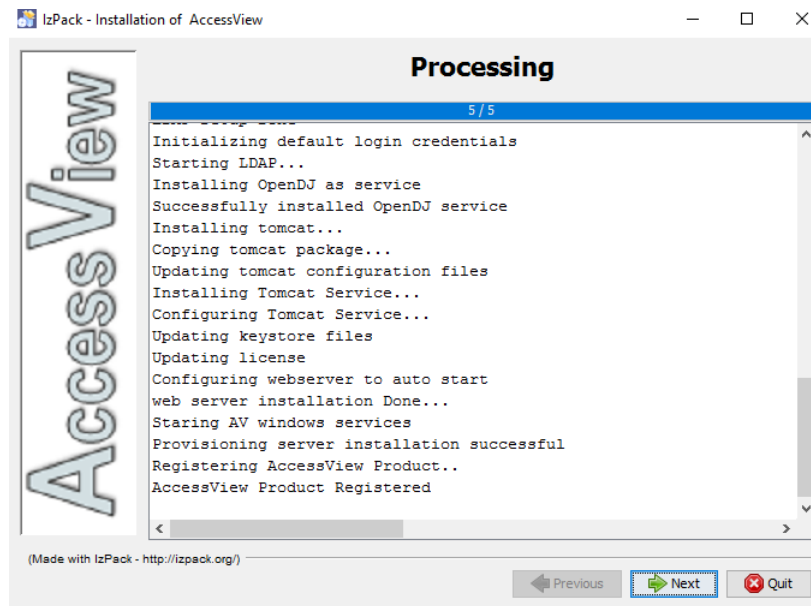 IzPack - Installation of AccessView
Access View
Processing
5 / 5
Initializing default login credentials
Starting LDAP...
Installing OpenDJ as service
Successfully installed OpenDJ service
Installing tomcat...
Copying tomcat package...
Updating tomcat configuration files
Installing Tomcat Service...
Configuring Tomcat Service...
Updating keystore files
Updating license
Configuring webserver to auto start
web server installation Done...
Staring AV windows services
Provisioning server installation successful
Registering AccessView Product..
AccessView Product Registered
(Made with IzPack - http://izpack.org/)
Previous
Next
Quit